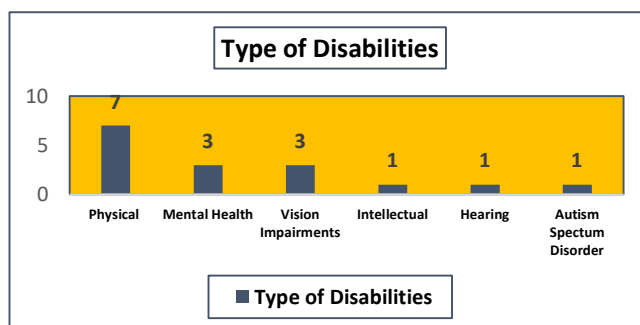 Type of Disabilities
10
5
0
7
3
3
1
1
1
Physical
Mental Health
Vision
Impairments
Intellectual
Hearing
Autism
Spectum
Disorder
Type of Disabilities